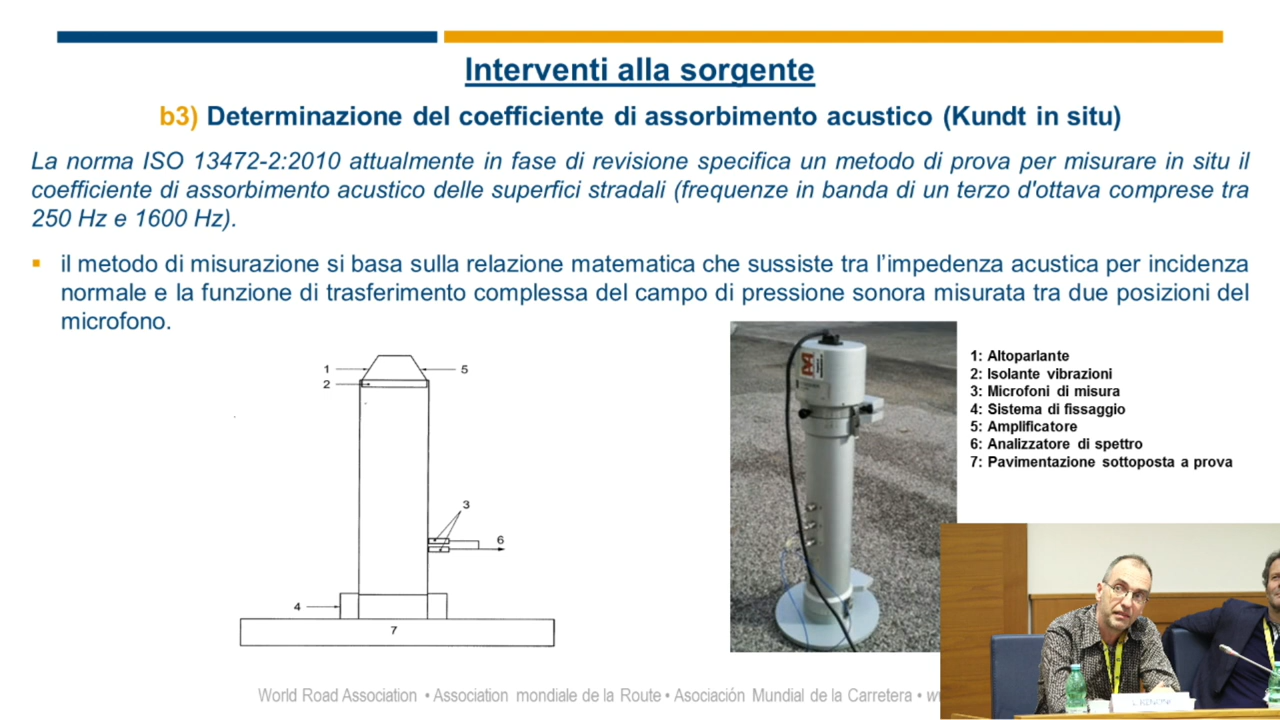 Interventi alla sorgente
b3) Determinazione del coefficiente di assorbimento acustico (Kundt in situ)
La norma ISO 13472-2:2010 attualmente in fase di revisione specifica un metodo di prova per misurare in situ il
coefficiente di assorbimento acustico delle superfici stradali (frequenze in banda di un terzo d'ottava comprese tra
250 Hz e 1600 Hz).
▪ il metodo di misurazione si basa sulla relazione matematica che sussiste tra l’impedenza acustica per incidenza
normale e la funzione di trasferimento complessa del campo di pressione sonora misurata tra due posizioni del
microfono.
1
5
2
3
6
4
7
1: Altoparlante
2: Isolante vibrazioni
3: Microfoni di misura
4: Sistema di fissaggio
5: Amplificatore
6: Analizzatore di spettro
7: Pavimentazione sottoposta a prova
World Road Association • Association mondiale de la Route • Asociación Mundial de la Carretera •